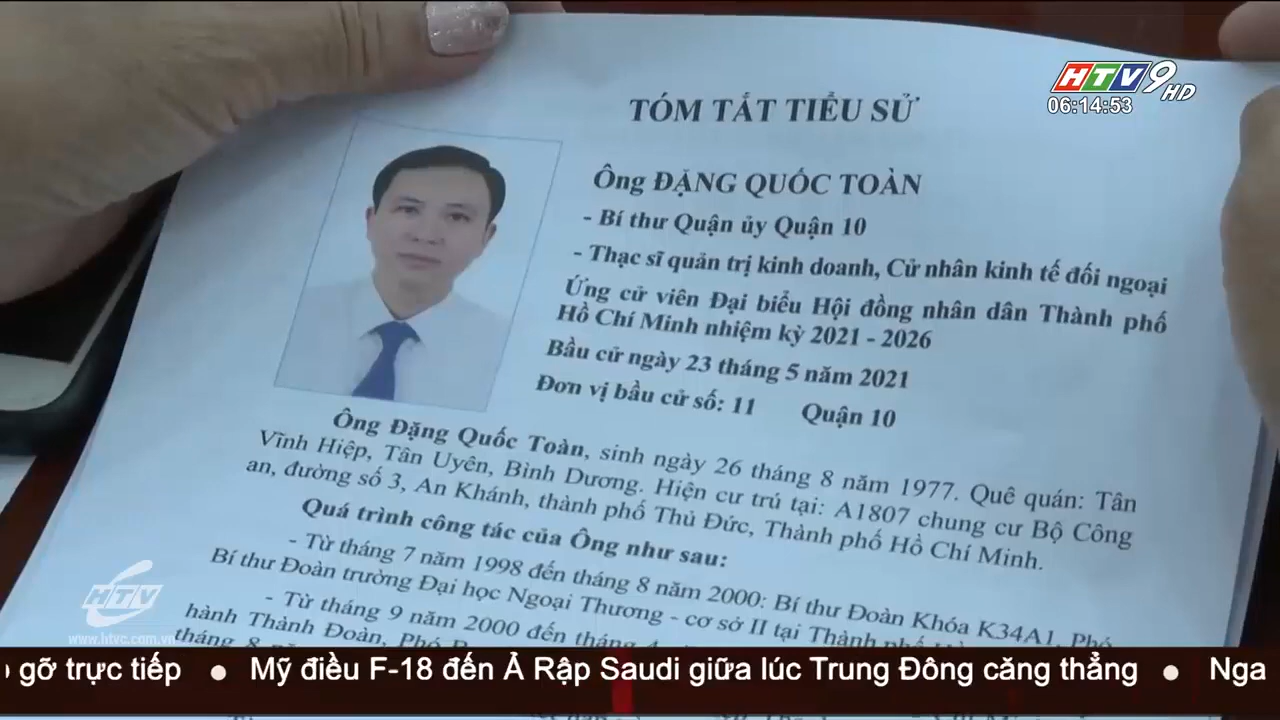 HTV9 HD
06:14:53
TÓM TẮT TIỂU SỬ
Ông ĐẶNG QUỐC TOÀN
- Bí thư Quận ủy Quận 10
- Thạc sĩ quản trị kinh doanh, Cử nhân kinh tế đối ngoại
Ứng cử viên Đại biểu Hội đồng nhân dân Thành phố
Hồ Chí Minh nhiệm kỳ 2021 - 2026
Bầu cử ngày 23 tháng 5 năm 2021
Đơn vị bầu cử số: 11 Quận 10
Ông Đặng Quốc Toàn, sinh ngày 26 tháng 8 năm 1977. Quê quán: Tân
Vĩnh Hiệp, Tân Uyên, Bình Dương. Hiện cư trú tại: A1807 chung cư Bộ Công
an, đường số 3, An Khánh, thành phố Thủ Đức, Thành phố Hồ Chí Minh.
Quá trình công tác của Ông như sau:
- Từ tháng 7 năm 1998 đến tháng 8 năm 2000: Bí thư Đoàn Khóa K34A1, Phó
Bí thư Đoàn trường Đại học Ngoại Thương - cơ sở II tại Thành phố
- Từ tháng 9 năm 2000 đến tháng
hành Thành Đoàn, Phó
tháng 8
HTV
www.htvc.com.vn
gỡ trực tiếp ● Mỹ điều F-18 đến Ả Rập Saudi giữa lúc Trung Đông căng thẳng ● Nga